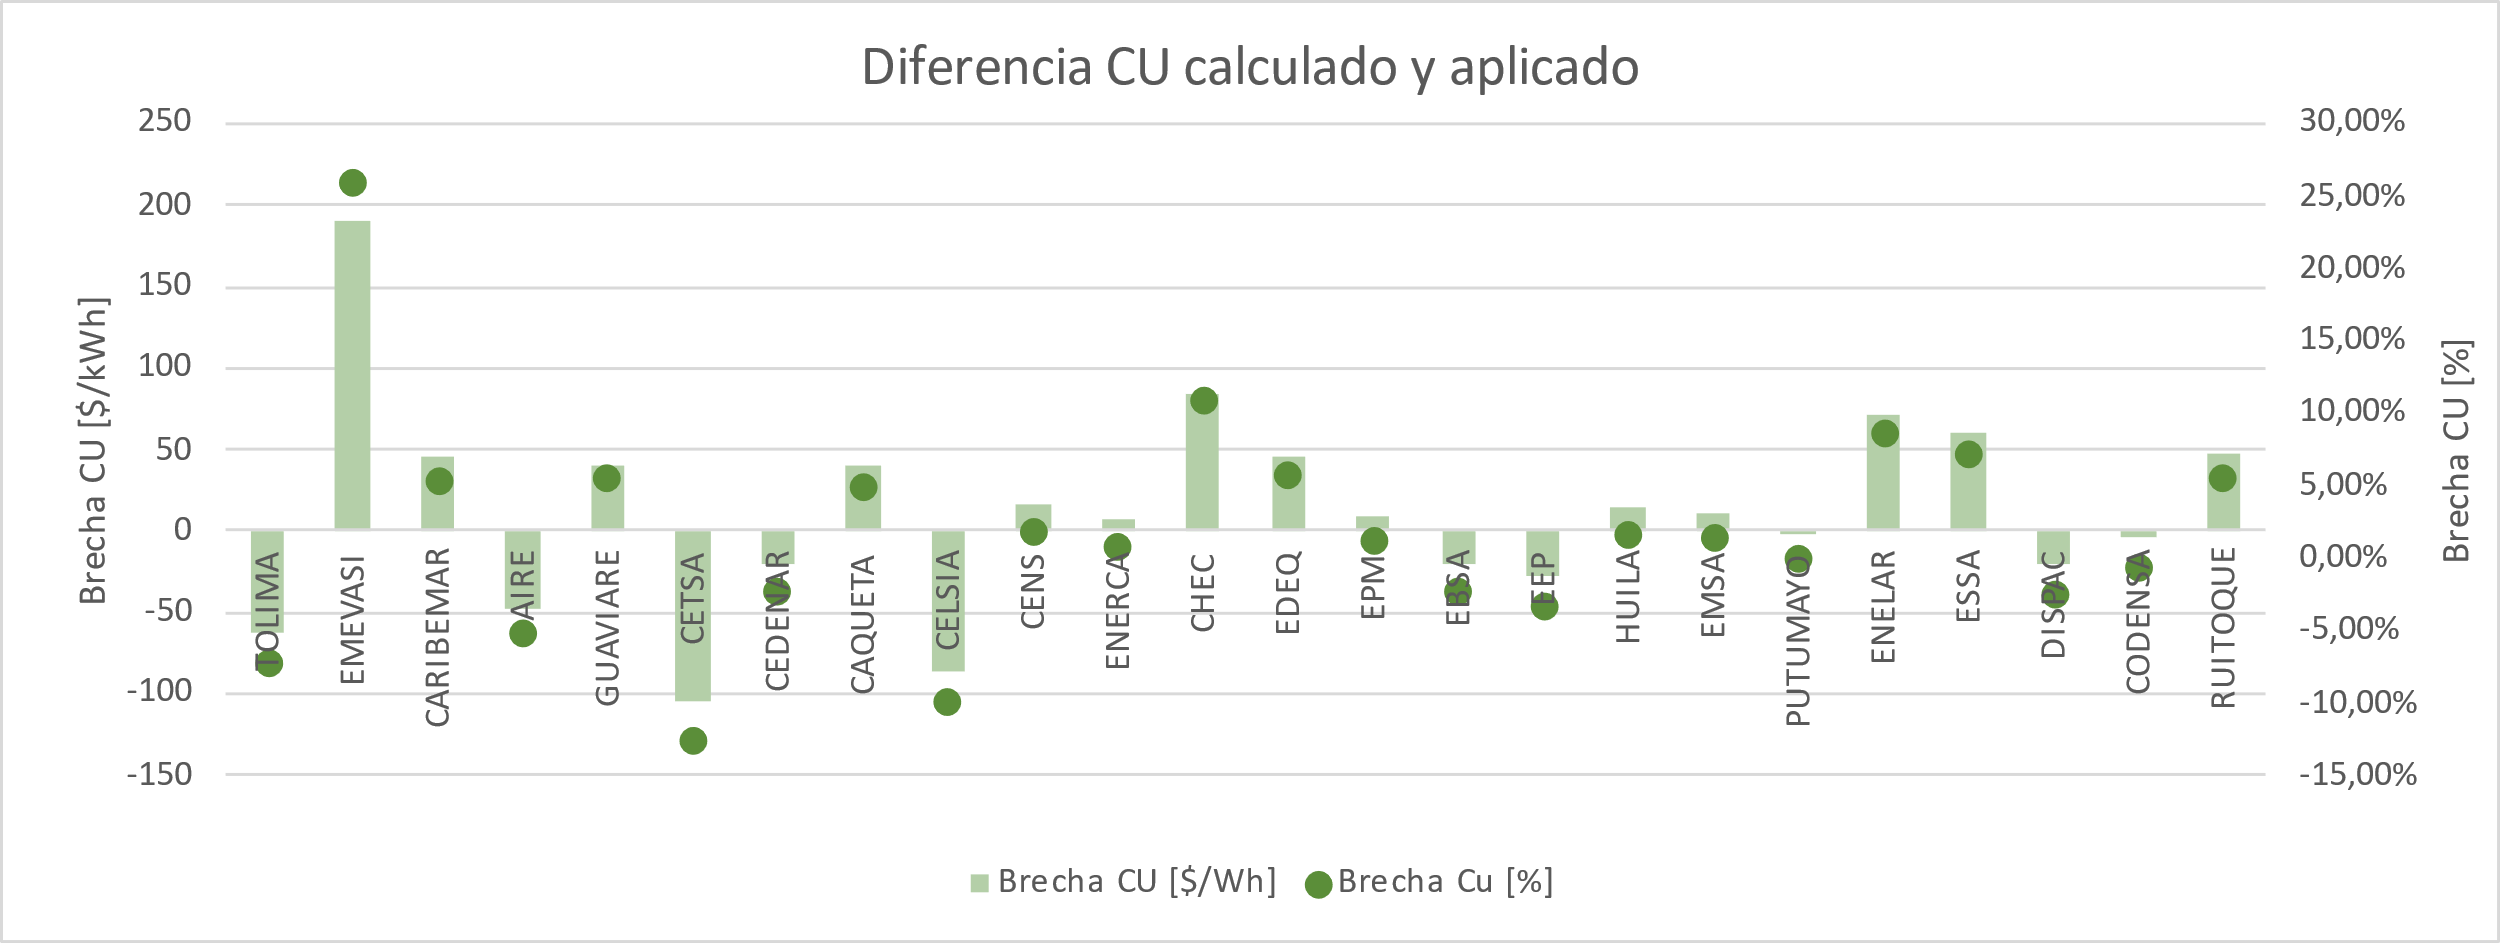 Diferencia CU calculado y aplicado
Brecha CU [$/kWh]
250
200
150
100
50
0
-50
-100
-150
TOLIMA
EMEVASI
CARIBEMAR
AIRE
GUAVIARE
CETSA
CEDENAR
CAQUETA
CELSIA
CENS
ENERCA
CHEC
EDEQ
EPM
EBSA
EEP
HUILA
EMSA
PUTUMAYO
ENELAR
ESSA
DISPAC
CODENSA
RUITOQUE
30,00%
25,00%
20,00%
15,00%
10,00%
5,00%
0,00%
-5,00%
-10,00%
-15,00%
Brecha CU [%]
Brecha CU [$/Wh]
Brecha Cu [%]